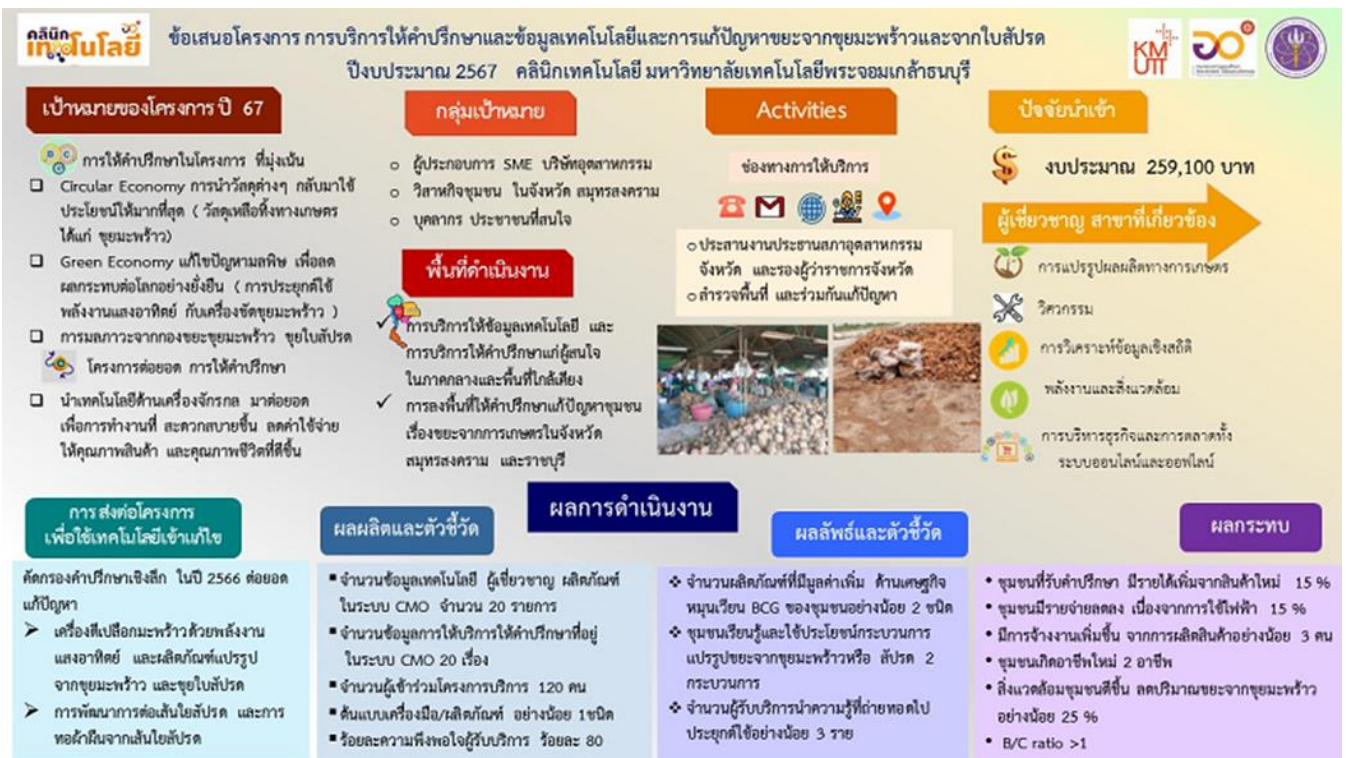 คลินิก
เทคโนโลยี
ข้อเสนอโครงการ การบริการให้คำปรึกษาและข้อมูลเทคโนโลยีและการแก้ปัญหาขยะจากขุยมะพร้าวและจากใบสัปรด
ปีงบประมาณ 2567 คลินิกเทคโนโลยี มหาวิทยาลัยเทคโนโลยีพระจอมเกล้าธนบุรี
KM
UTT
เป้าหมายของโครงการ ปี 67
การให้คำปรึกษาในโครงการ ที่มุ่งเน้น
❑ Circular Economy การนำวัสดุต่างๆ กลับมาใช้
ประโยชน์ให้มากที่สุด ( วัสดุเหลือทิ้งทางเกษตร
ได้แก่ ขุยมะพร้าว)
❑ Green Economy แก้ไขปัญหามลพิษ เพื่อลด
ผลกระทบต่อโลกอย่างยั่งยืน ( การประยุกต์ใช้
พลังงานแสงอาทิตย์ กับเครื่องขัดขุยมะพร้าว )
❑ การมลภาวะจากกองขยะขุยมะพร้าว ขุยใบสัปรด
โครงการต่อยอด การให้คำปรึกษา
❑ นำเทคโนโลยีด้านเครื่องจักรกล มาต่อยอด
เพื่อการทำงานที่ สะดวกสบายขึ้น ลดค่าใช้จ่าย
ให้คุณภาพสินค้า และคุณภาพชีวิตที่ดีขึ้น
กลุ่มเป้าหมาย
o ผู้ประกอบการ SME บริษัทอุตสาหกรรม
o วิสาหกิจชุมชน ในจังหวัด สมุทรสงคราม
o บุคลากร ประชาชนที่สนใจ
พื้นที่ดำเนินงาน
✓ การบริการให้ข้อมูลเทคโนโลยี และ
การบริการให้คำปรึกษาแก่ผู้สนใจ
ในภาคกลางและพื้นที่ใกล้เคียง
✓ การลงพื้นที่ให้คำปรึกษาแก้ปัญหาชุมชน
เรื่องขยะจากการเกษตรในจังหวัด
สมุทรสงคราม และราชบุรี
Activities
ช่องทางการให้บริการ
o ประสานงานประธานสภาอุตสาหกรรม
จังหวัด และรองผู้ว่าราชการจังหวัด
o สำรวจพื้นที่ และร่วมกันแก้ปัญหา
ปัจจัยนำเข้า
งบประมาณ 259,100 บาท
ผู้เชี่ยวชาญ สาขาที่เกี่ยวข้อง
การแปรรูปผลผลิตทางการเกษตร
วิศวกรรม
การวิเคราะห์ข้อมูลเชิงสถิติ
พลังงานและสิ่งแวดล้อม
การบริหารธุรกิจและการตลาดทั้ง
ระบบออนไลน์และออฟไลน์
ผลการดำเนินงาน
การส่งต่อโครงการ
เพื่อใช้เทคโนโลยีเข้าแก้ไข
คัดกรองคำปรึกษาเชิงลึก ในปี 2566 ต่อยอด
แก้ปัญหา
➢ เครื่องตีเปลือกมะพร้าวด้วยพลังงาน
แสงอาทิตย์ และผลิตภัณฑ์แปรรูป
จากขุยมะพร้าว และขุยใบสัปรด
➢ การพัฒนาการต่อเส้นใยสัปรด และการ
ทอผ้าผืนจากเส้นใยสัปรด
ผลผลิตและตัวชี้วัด
▪ จำนวนข้อมูลเทคโนโลยี ผู้เชี่ยวชาญ ผลิตภัณฑ์
ในระบบ CMO จำนวน 20 รายการ
▪ จำนวนข้อมูลการให้บริการให้คำปรึกษาที่อยู่
ในระบบ CMO 20 เรื่อง
▪ จำนวนผู้เข้าร่วมโครงการบริการ 120 คน
▪ ต้นแบบเครื่องมือ/ผลิตภัณฑ์ อย่างน้อย 1ชนิด
▪ ร้อยละความพึงพอใจผู้รับบริการ ร้อยละ 80
ผลลัพธ์และตัวชี้วัด
❖ จำนวนผลิตภัณฑ์ที่มีมูลค่าเพิ่ม ด้านเศรษฐกิจ
หมุนเวียน BCG ของชุมชนอย่างน้อย 2 ชนิด
❖ ชุมชนเรียนรู้และใช้ประโยชน์กระบวนการ
แปรรูปขยะจากขุยมะพร้าวหรือ สัปรด 2
กระบวนการ
❖ จำนวนผู้รับบริการนำความรู้ที่ถ่ายทอดไป
ประยุกต์ใช้อย่างน้อย 3 ราย
ผลกระทบ
• ชุมชนที่รับคำปรึกษา มีรายได้เพิ่มจากสินค้าใหม่ 15 %
• ชุมชนมีรายจ่ายลดลง เนื่องจากการใช้ไฟฟ้า 15 %
• มีการจ้างงานเพิ่มขึ้น จากการผลิตสินค้าอย่างน้อย 3 คน
• ชุมชนเกิดอาชีพใหม่ 2 อาชีพ
• สิ่งแวดล้อมชุมชนดีขึ้น ลดปริมาณขยะจากขุยมะพร้าว
อย่างน้อย 25 %
• B/C ratio >1